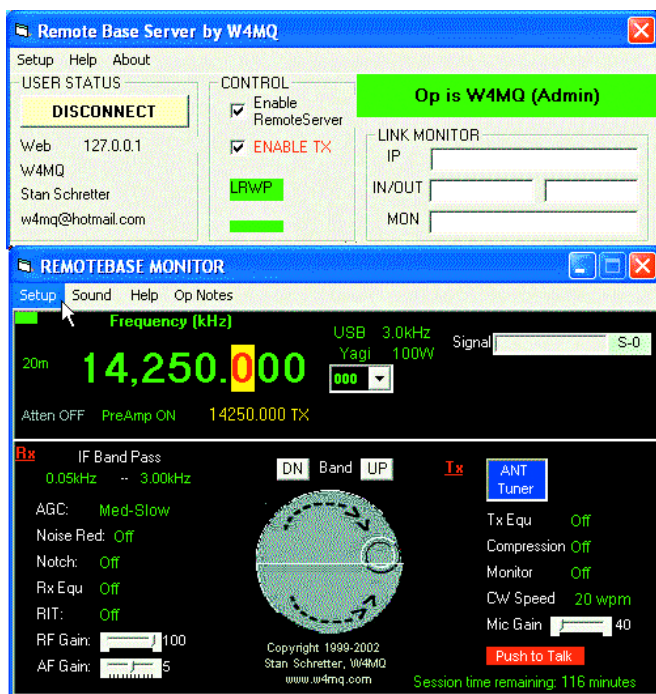 Remote Base Server by W4MQ
Setup Help About
USER STATUS
DISCONNECT
Web 127.0.0.1
W4MQ
Stan Schretter
w4mq@hotmail.com
CONTROL
Enable
RemoteServer
ENABLE TX
LRWP
Op is W4MQ (Admin)
LINK MONITOR
IP
IN/OUT
MON
REMOTEBASE MONITOR
Setup Sound Help Op Notes
Frequency (kHz)
20m 14,250.000
USB 3.0kHz
Yagi 100W
000
Signal S-0
Atten OFF PreAmp ON 14250.000 TX
Rx IF Band Pass
0.05kHz -- 3.00kHz
AGC: Med-Slow
Noise Red: Off
Notch: Off
Rx Equ Off
RIT: Off
RF Gain: 100
AF Gain: 5
DN Band UP
Copyright 1999-2002
Stan Schretter, W4MQ
www.w4mq.com
Tx ANT
Tuner
Tx Equ Off
Compression Off
Monitor Off
CW Speed 20 wpm
Mic Gain 40
Push to Talk
Session time remaining: 116 minutes